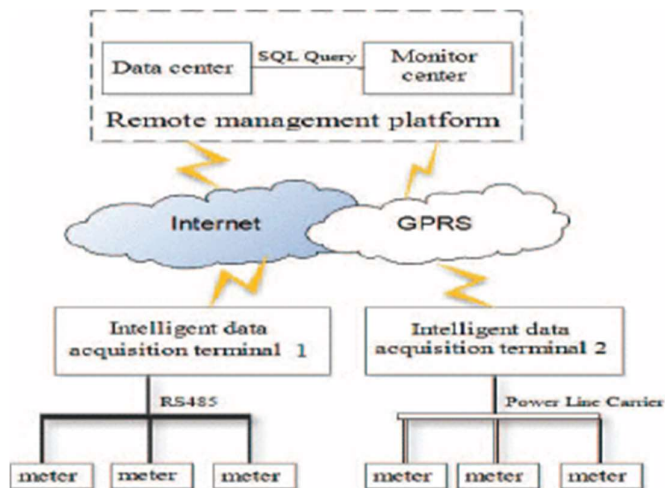 Data center
SQL Query
Monitor
center
Remote management platform
Internet
GPRS
Intelligent data
acquisition terminal 1
Intelligent data
acquisition terminal 2
RS485
Power Line Carrier
meter
meter
meter
meter
meter
meter